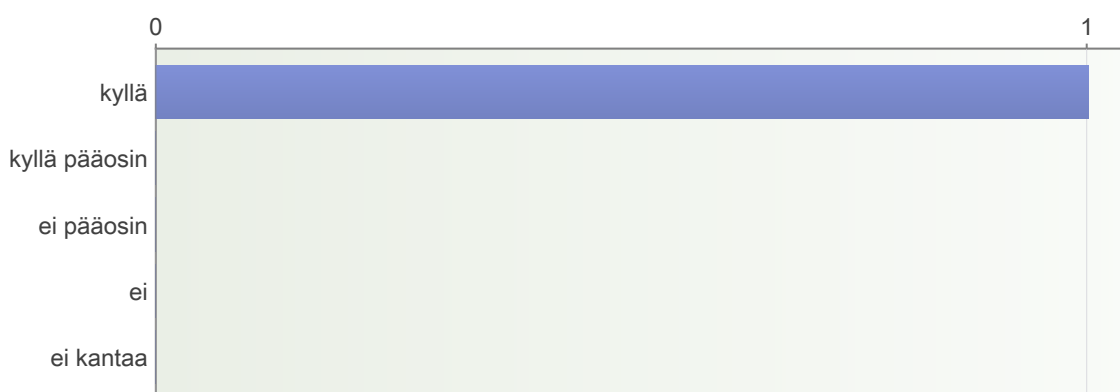 0 1
kyllä
kyllä pääosin
ei pääosin
ei
ei kantaa